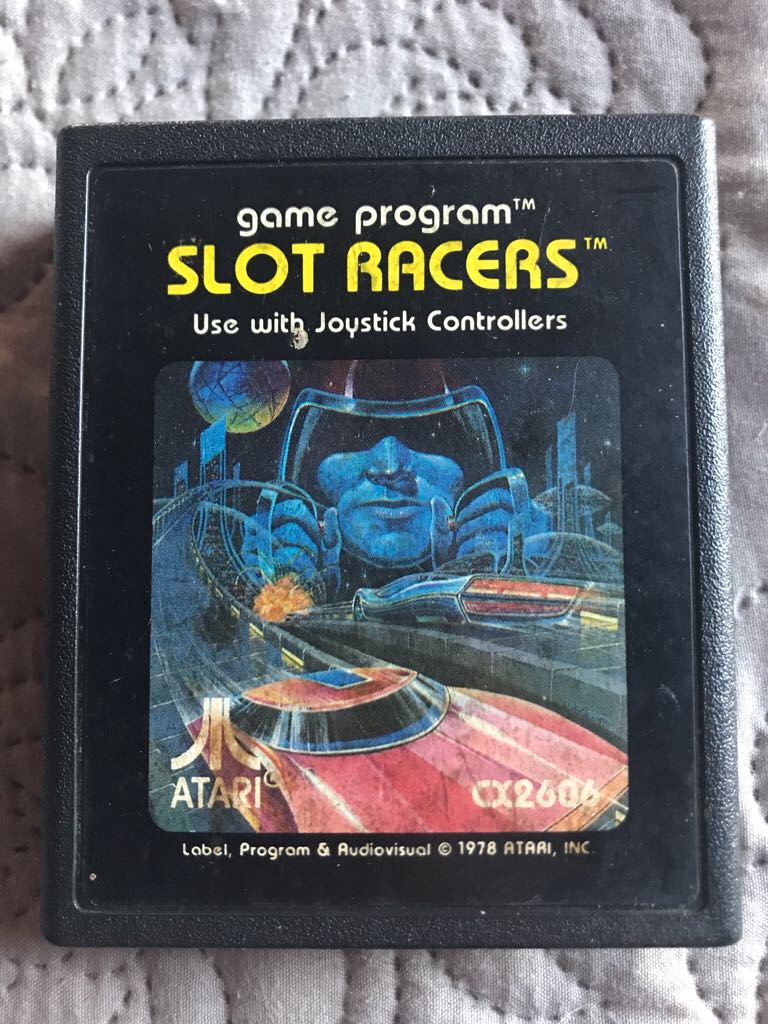 game program™
SLOT RACERS™
Use with Joystick Controllers
ATARI®
CX2606
Label, Program & Audiovisual © 1978 ATARI, INC.